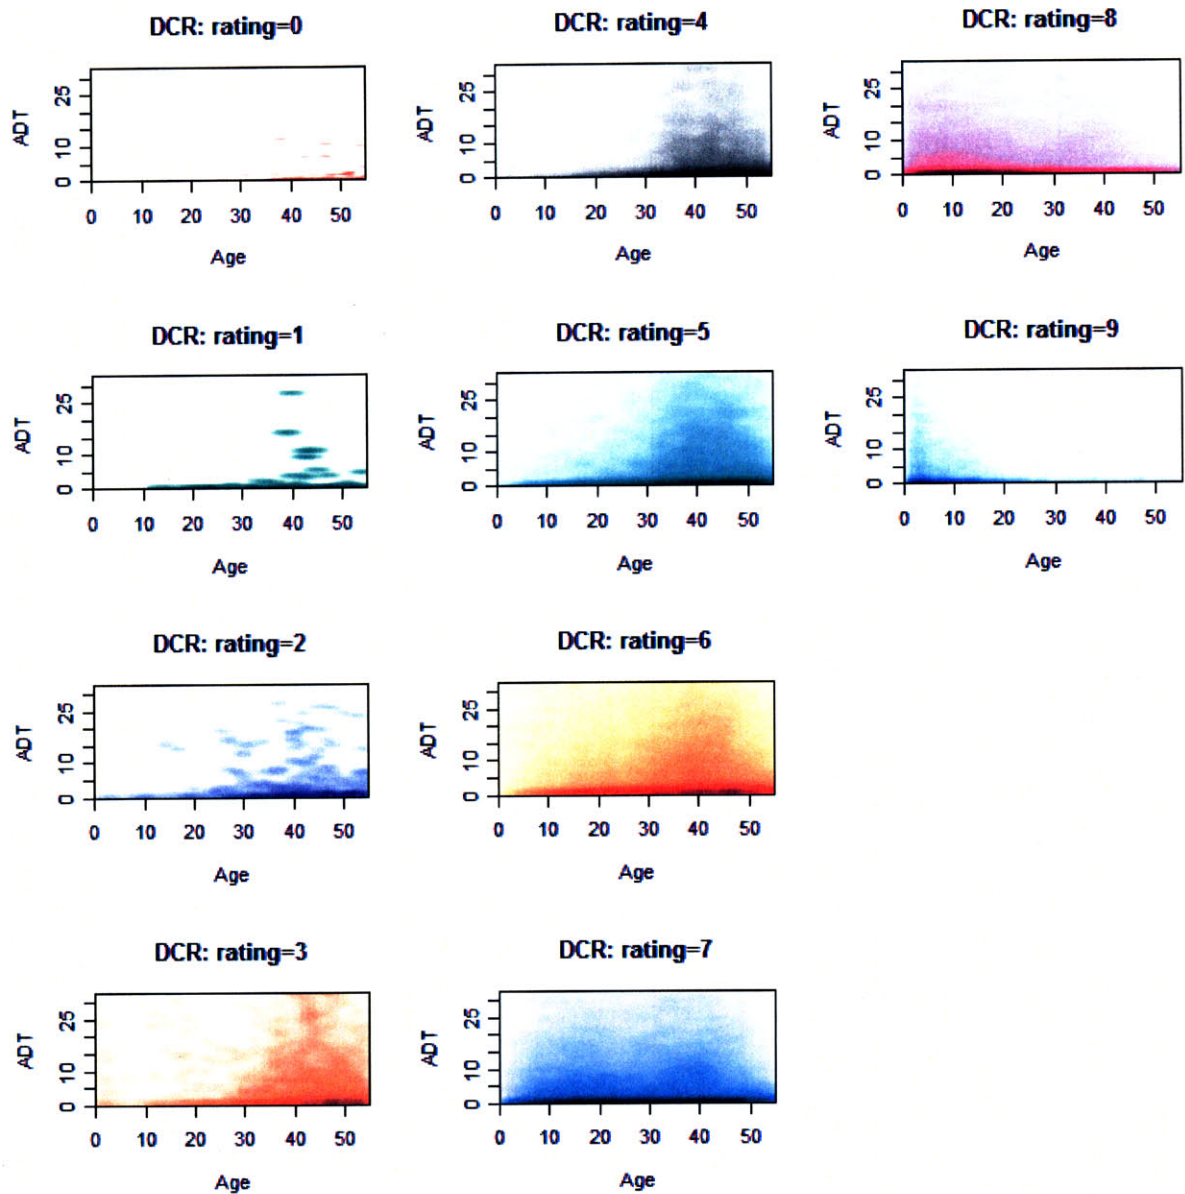 DCR: rating=0
ADT
0 10 25
0 10 20 30 40 50
Age
DCR: rating=1
ADT
0 10 25
0 10 20 30 40 50
Age
DCR: rating=2
ADT
0 10 25
0 10 20 30 40 50
Age
DCR: rating=3
ADT
0 10 25
0 10 20 30 40 50
Age
DCR: rating=4
ADT
0 10 25
0 10 20 30 40 50
Age
DCR: rating=5
ADT
0 10 25
0 10 20 30 40 50
Age
DCR: rating=6
ADT
0 10 25
0 10 20 30 40 50
Age
DCR: rating=7
ADT
0 10 25
0 10 20 30 40 50
Age
DCR: rating=8
ADT
0 10 25
0 10 20 30 40 50
Age
DCR: rating=9
ADT
0 10 25
0 10 20 30 40 50
Age